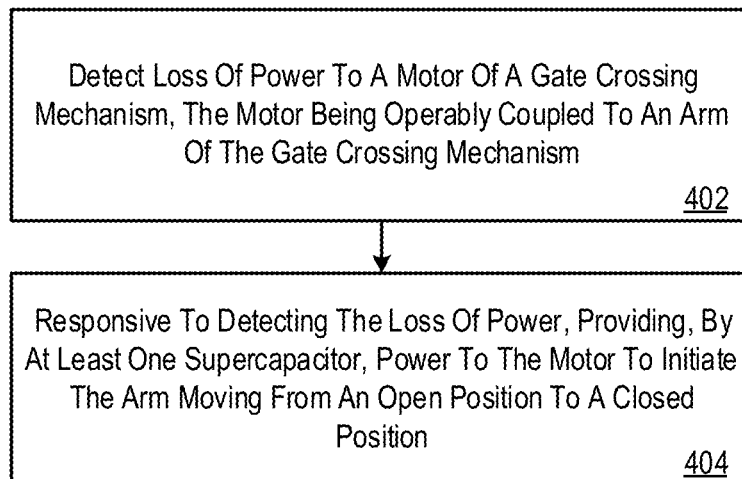 Detect Loss Of Power To A Motor Of A Gate Crossing
Mechanism, The Motor Being Operably Coupled To An Arm
Of The Gate Crossing Mechanism
402
Responsive To Detecting The Loss Of Power, Providing, By
At Least One Supercapacitor, Power To The Motor To Initiate
The Arm Moving From An Open Position To A Closed
Position
404